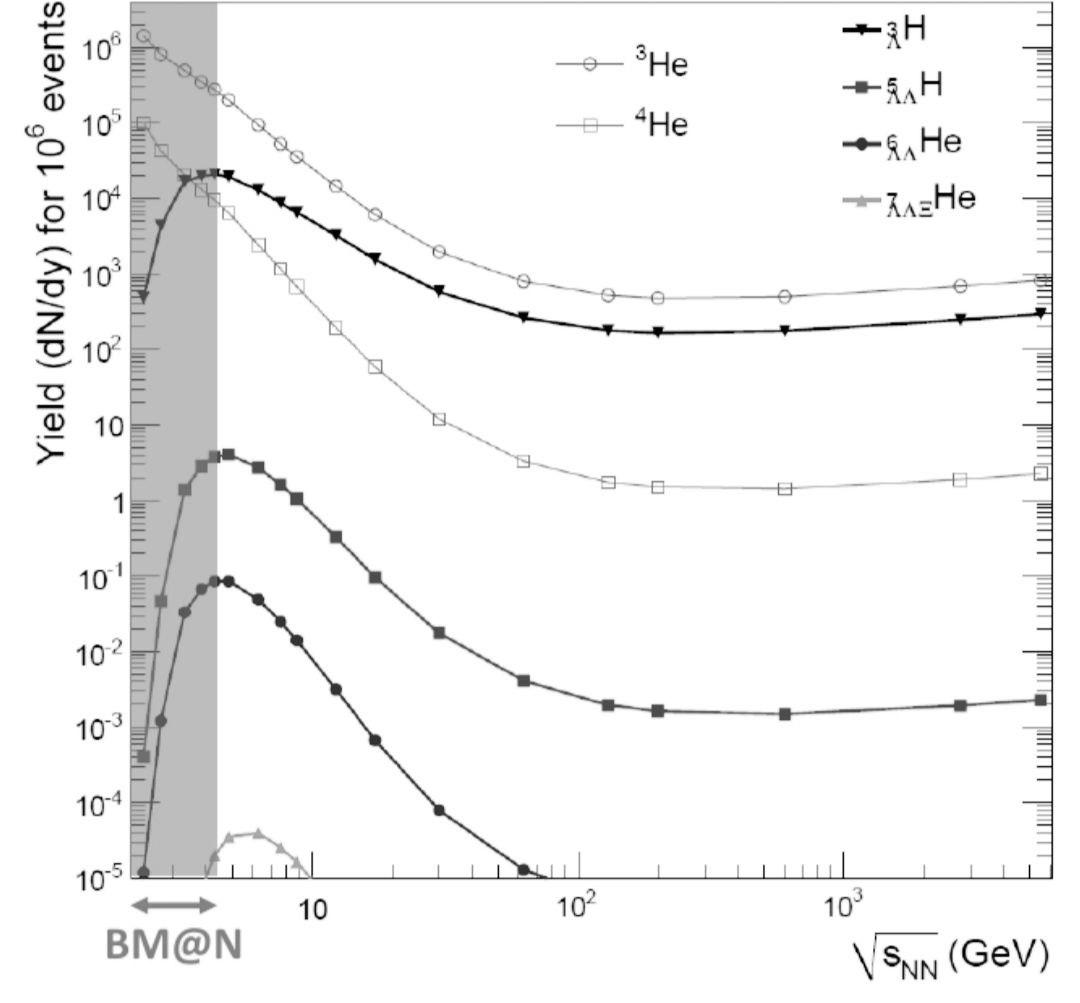 Yield (dN/dy) for 10⁶ events
10⁶
10⁵
10⁴
10³
10²
10
1
10⁻¹
10⁻²
10⁻³
10⁻⁴
10⁻⁵
³He
⁴He
³ΛH
⁵ΛΛH
⁶ΛΛHe
⁷ΛΛΞHe
10
10²
10³
BM@N
√sNN (GeV)